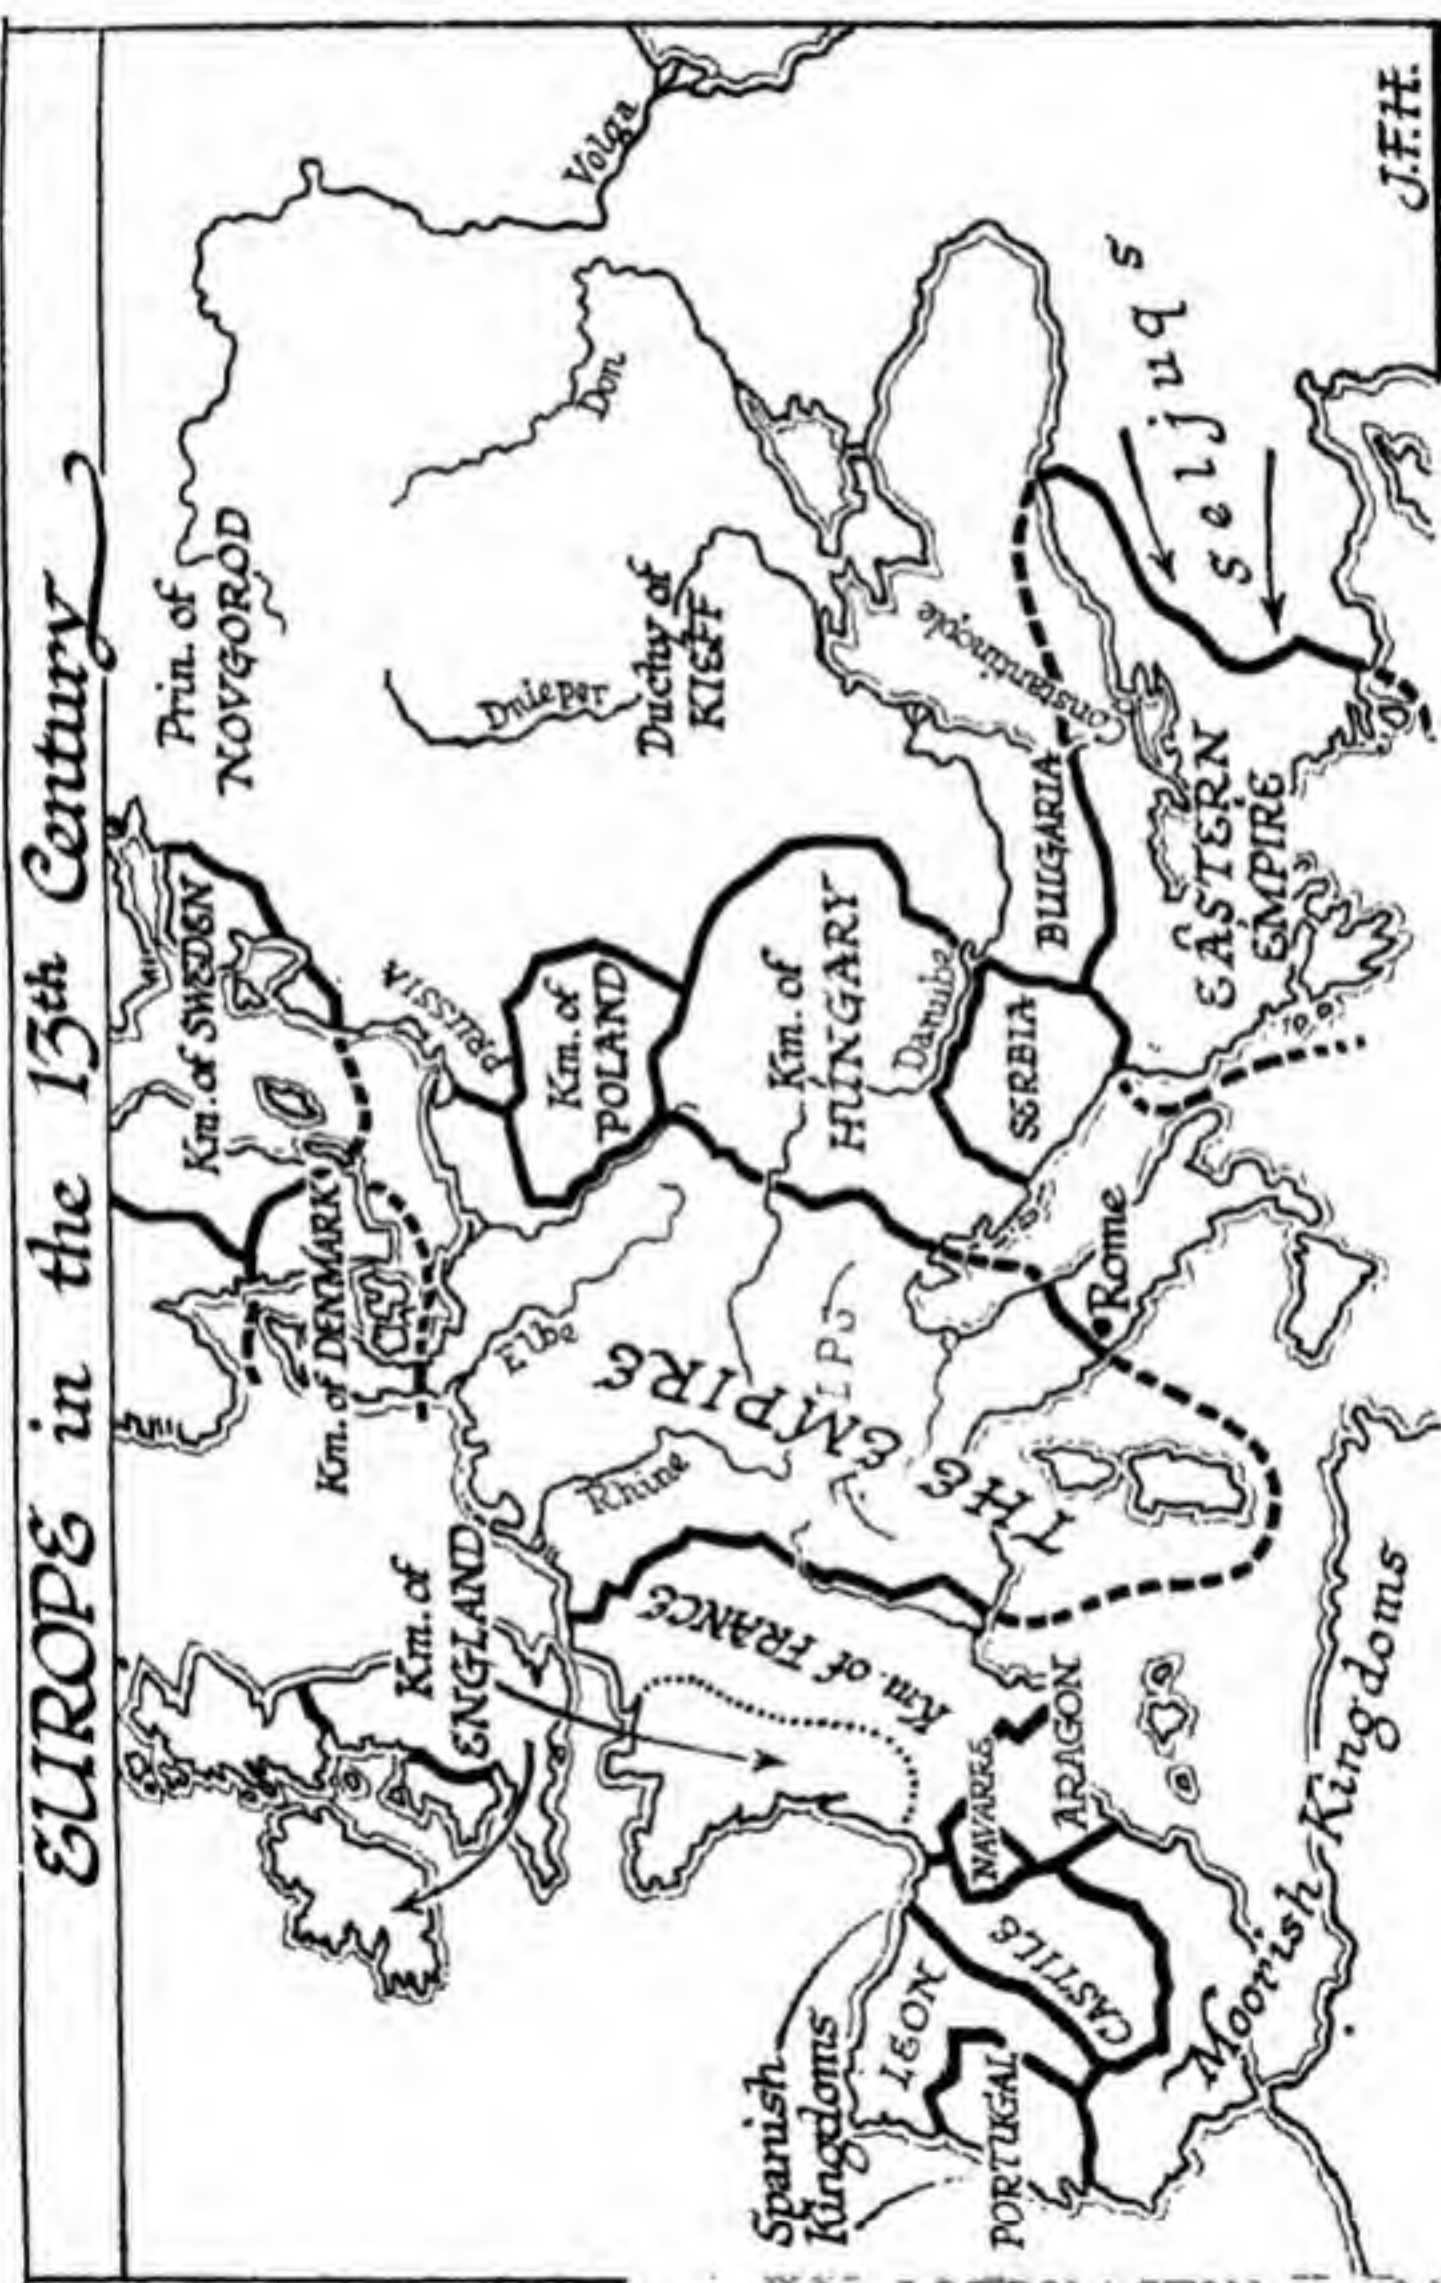 EUROPE in the 13th Century
Prin. of
NOVGOROD
Volga
Don
Dnieper
Duchy of
KIEFF
Km. of SWEDEN
Km. of DENMARK
PRUSSIA
Km. of
POLAND
Km. of
HUNGARY
Danube
SERBIA
BULGARIA
Constantinople
EASTERN
EMPIRE
Seljuqs
Km. of
ENGLAND
Elbe
Rhine
THE EMPIRE
Rome
Km. of FRANCE
Spanish
Kingdoms
LEON
CASTILE
NAVARRE
ARAGON
PORTUGAL
Moorish Kingdoms
J.F.H.